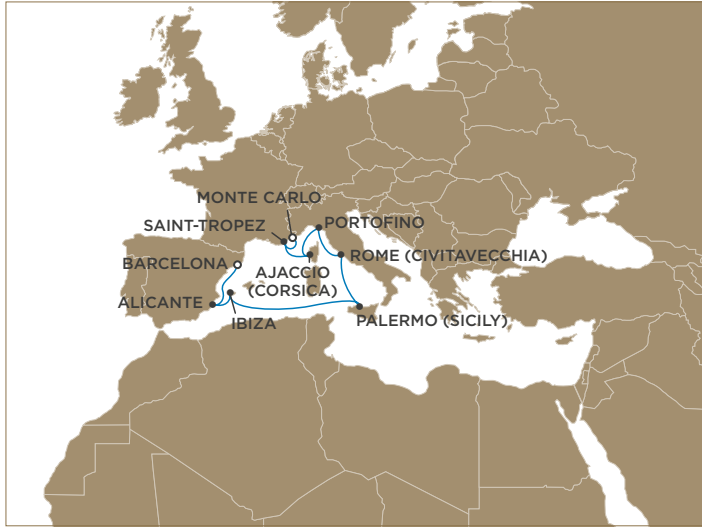 MONTE CARLO
SAINT-TROPEZ
PORTOFINO
BARCELONA
ROME (CIVITAVECCHIA)
AJACCIO
(CORSICA)
ALICANTE
IBIZA
PALERMO (SICILY)